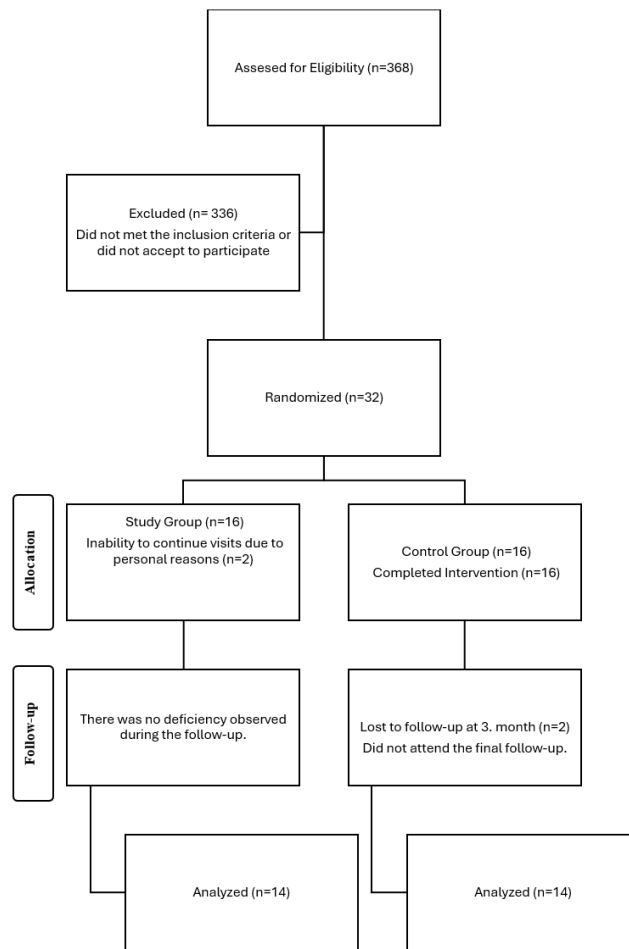 Assesed for Eligibility (n=368)
Excluded (n= 336)
Did not met the inclusion criteria or
did not accept to participate
Randomized (n=32)
Allocation
Study Group (n=16)
Inability to continue visits due to
personal reasons (n=2)
Control Group (n=16)
Completed Intervention (n=16)
Follow-up
There was no deficiency observed
during the follow-up.
Lost to follow-up at 3. month (n=2)
Did not attend the final follow-up.
Analyzed (n=14)
Analyzed (n=14)